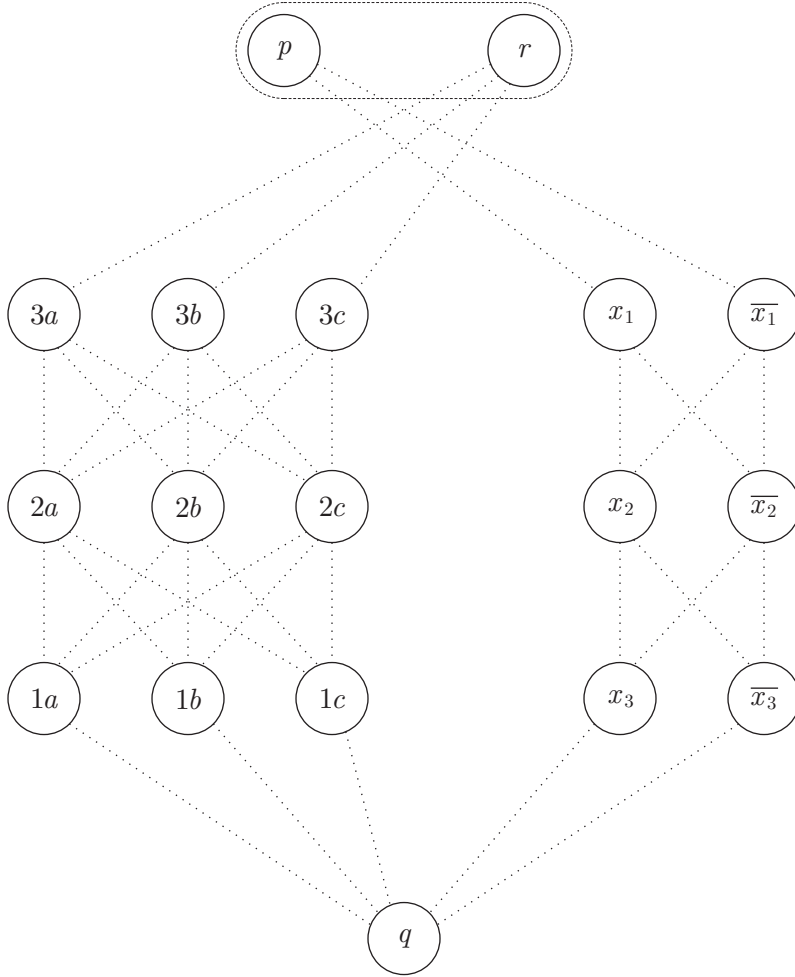 p r
3a 3b 3c x₁ x̅₁
2a 2b 2c x₂ x̅₂
1a 1b 1c x₃ x̅₃
q